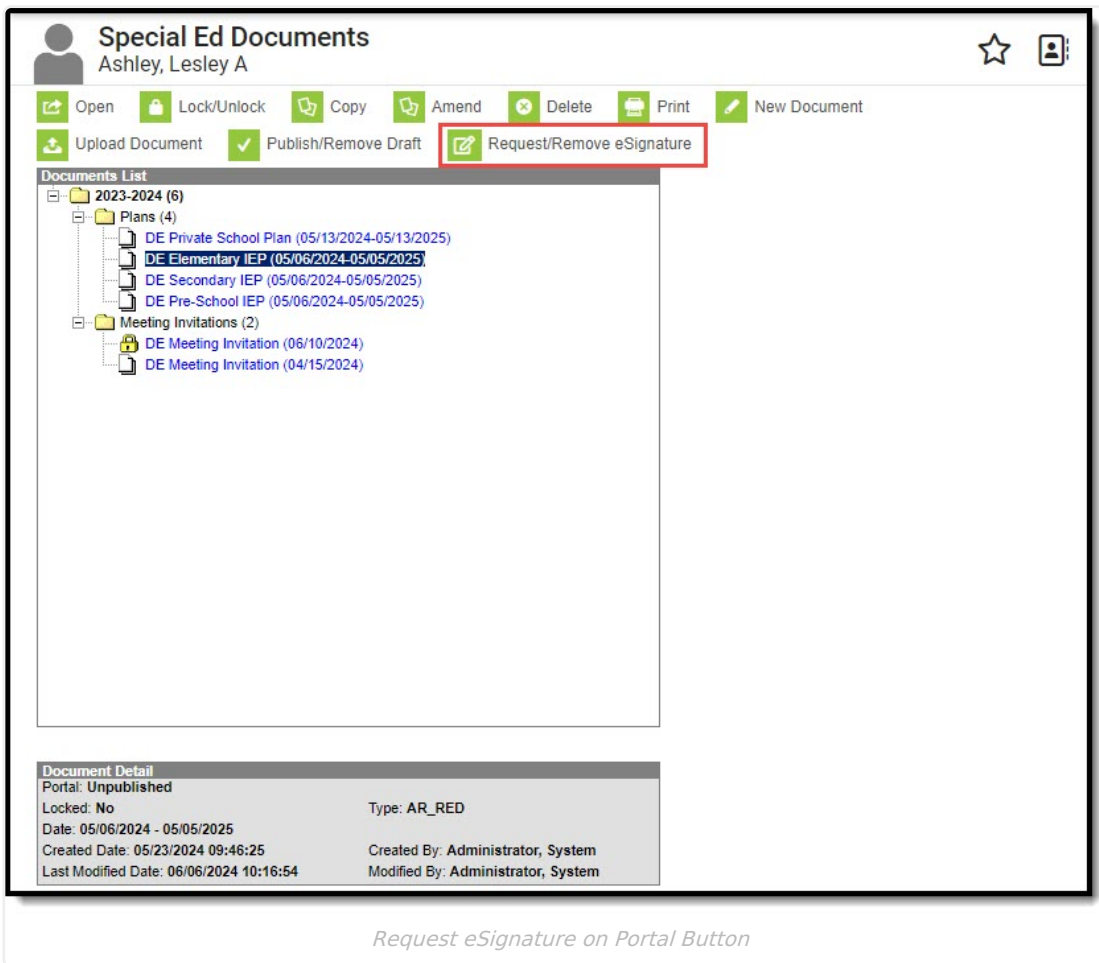 Special Ed Documents
Ashley, Lesley A
Open Lock/Unlock Copy Amend Delete Print New Document
Upload Document Publish/Remove Draft Request/Remove eSignature
Documents List
2023-2024 (6)
Plans (4)
DE Private School Plan (05/13/2024-05/13/2025)
DE Elementary IEP (05/06/2024-05/05/2025)
DE Secondary IEP (05/06/2024-05/05/2025)
DE Pre-School IEP (05/06/2024-05/05/2025)
Meeting Invitations (2)
DE Meeting Invitation (06/10/2024)
DE Meeting Invitation (04/15/2024)
Document Detail
Portal: Unpublished
Locked: No Type: AR_RED
Date: 05/06/2024 - 05/05/2025
Created Date: 05/23/2024 09:46:25 Created By: Administrator, System
Last Modified Date: 06/06/2024 10:16:54 Modified By: Administrator, System
Request eSignature on Portal Button